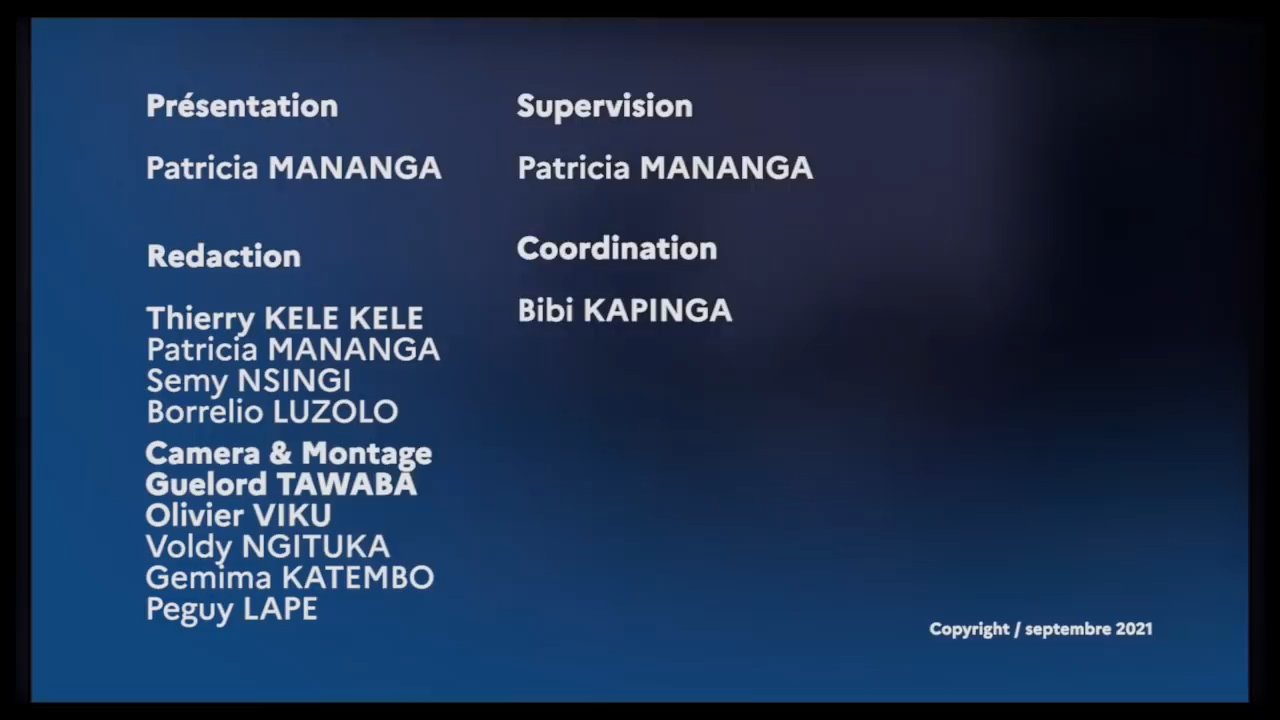 Présentation
Patricia MANANGA
Redaction
Thierry KELE KELE
Patricia MANANGA
Semy NSINGI
Borrelio LUZOLO
Camera & Montage
Guelord TAWABA
Olivier VIKU
Voldy NGITUKA
Gemima KATEMBO
Peguy LAPE
Supervision
Patricia MANANGA
Coordination
Bibi KAPINGA
Copyright / septembre 2021